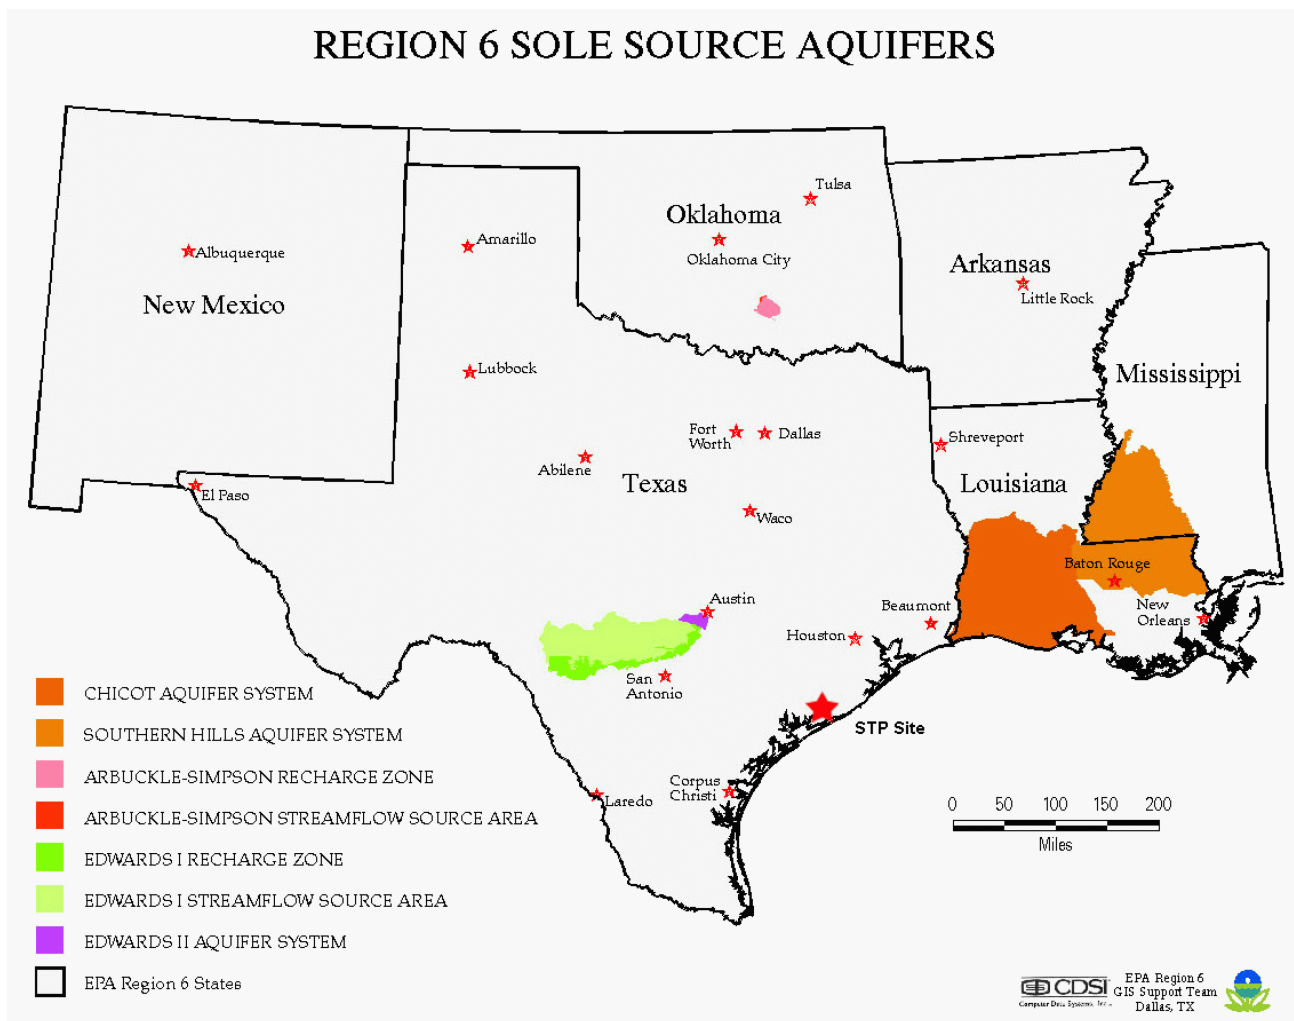 REGION 6 SOLE SOURCE AQUIFERS
Tulsa
Oklahoma
Amarillo
Albuquerque
Oklahoma City
Arkansas
Little Rock
New Mexico
Lubbock
Mississippi
Fort
Worth
Dallas
Shreveport
Abilene
Texas
Louisiana
El Paso
Waco
Baton Rouge
Austin
Beaumont
New
Orleans
Houston
San
Antonio
STP Site
Corpus
Christi
Laredo
CHICOT AQUIFER SYSTEM
SOUTHERN HILLS AQUIFER SYSTEM
ARBUCKLE-SIMPSON RECHARGE ZONE
ARBUCKLE-SIMPSON STREAMFLOW SOURCE AREA
EDWARDS I RECHARGE ZONE
EDWARDS I STREAMFLOW SOURCE AREA
EDWARDS II AQUIFER SYSTEM
EPA Region 6 States
0 50 100 150 200
Miles
CDSI
Computer Data Systems, Inc.
EPA Region 6
GIS Support Team
Dallas, TX